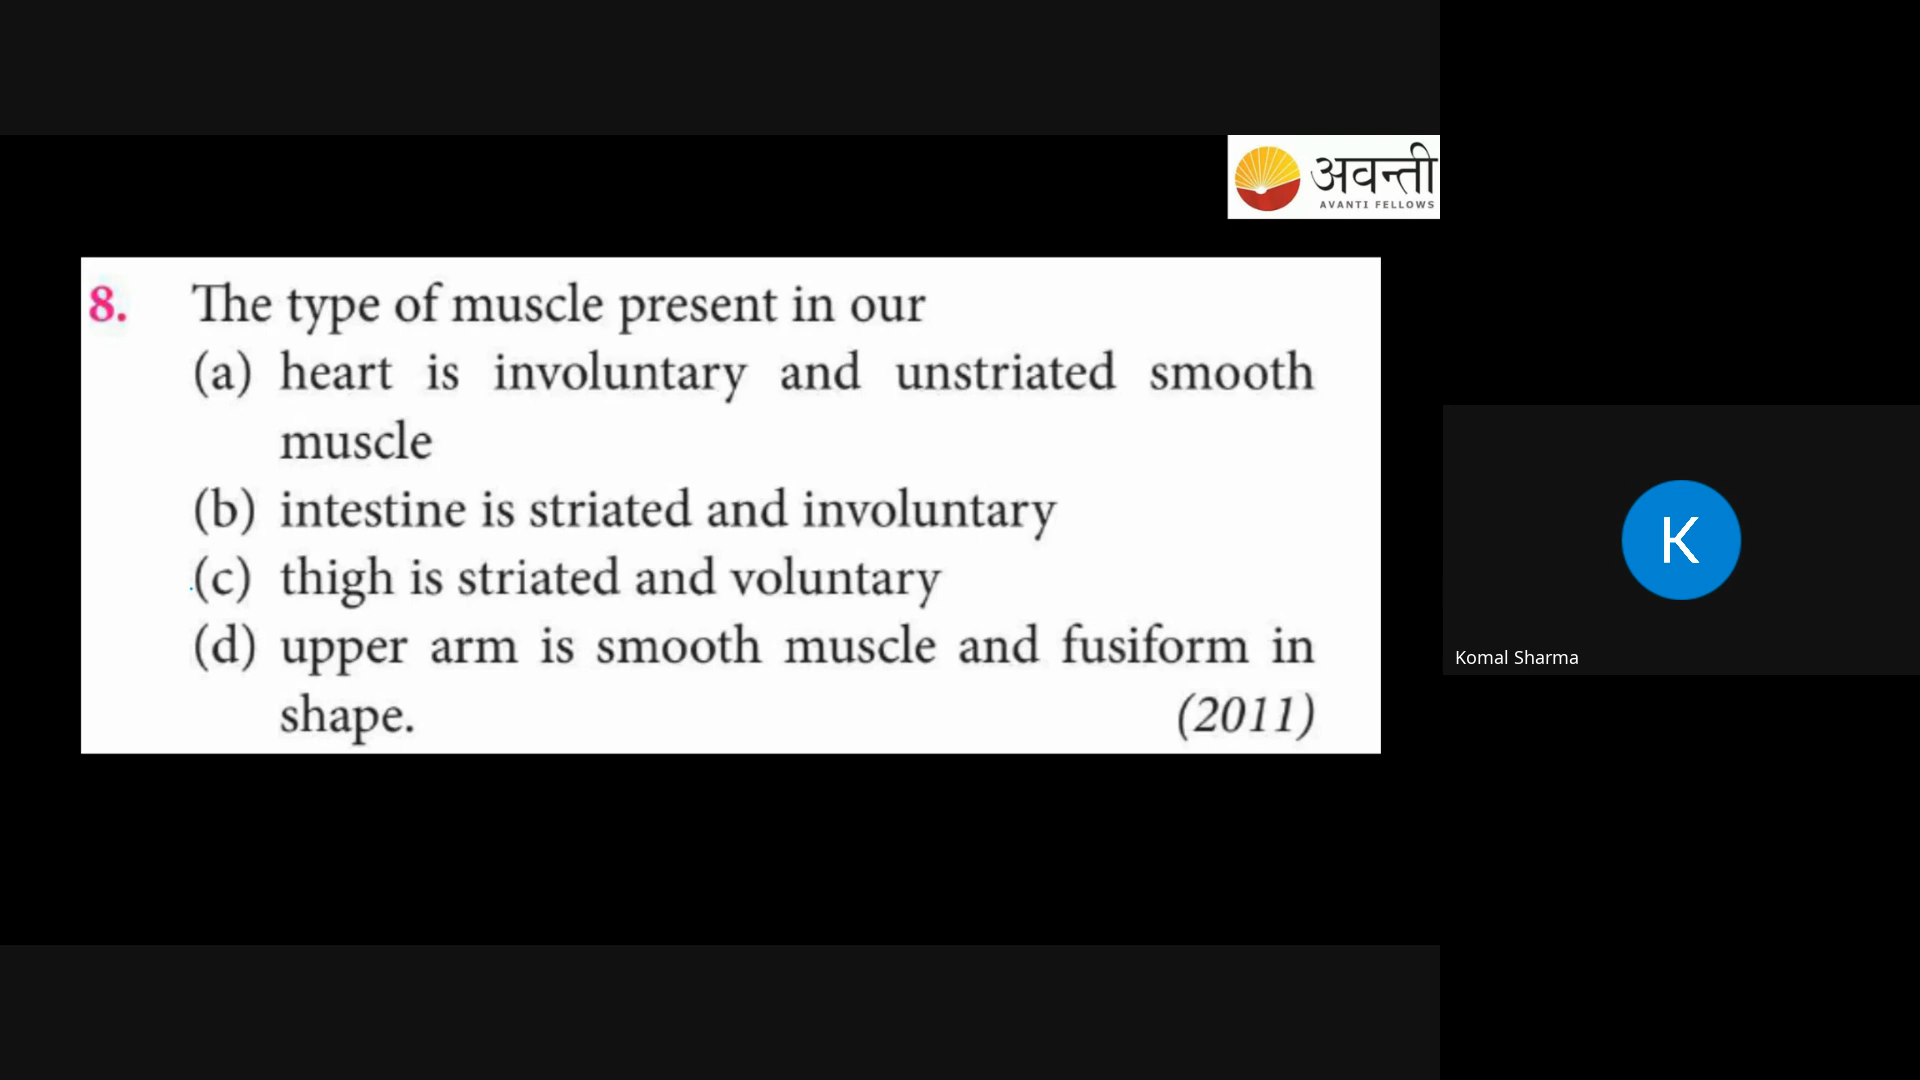 अवन्ती
AVANTI FELLOWS
8. The type of muscle present in our
(a) heart is involuntary and unstriated smooth
muscle
(b) intestine is striated and involuntary
(c) thigh is striated and voluntary
(d) upper arm is smooth muscle and fusiform in
shape. (2011)
K
Komal Sharma